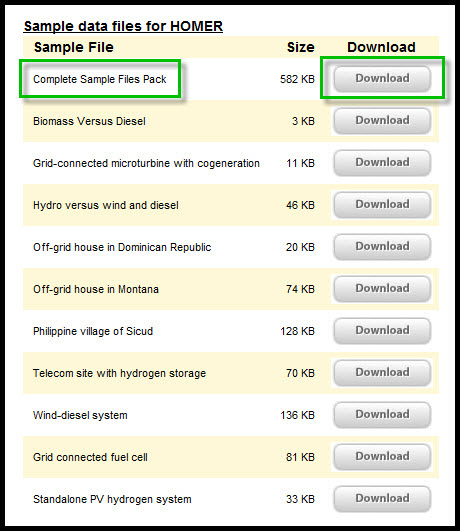 Sample data files for HOMER
Sample File Size Download
Complete Sample Files Pack 582 KB Download
Biomass Versus Diesel 3 KB Download
Grid-connected microturbine with cogeneration 11 KB Download
Hydro versus wind and diesel 46 KB Download
Off-grid house in Dominican Republic 20 KB Download
Off-grid house in Montana 74 KB Download
Philippine village of Sicud 128 KB Download
Telecom site with hydrogen storage 70 KB Download
Wind-diesel system 136 KB Download
Grid connected fuel cell 81 KB Download
Standalone PV hydrogen system 33 KB Download